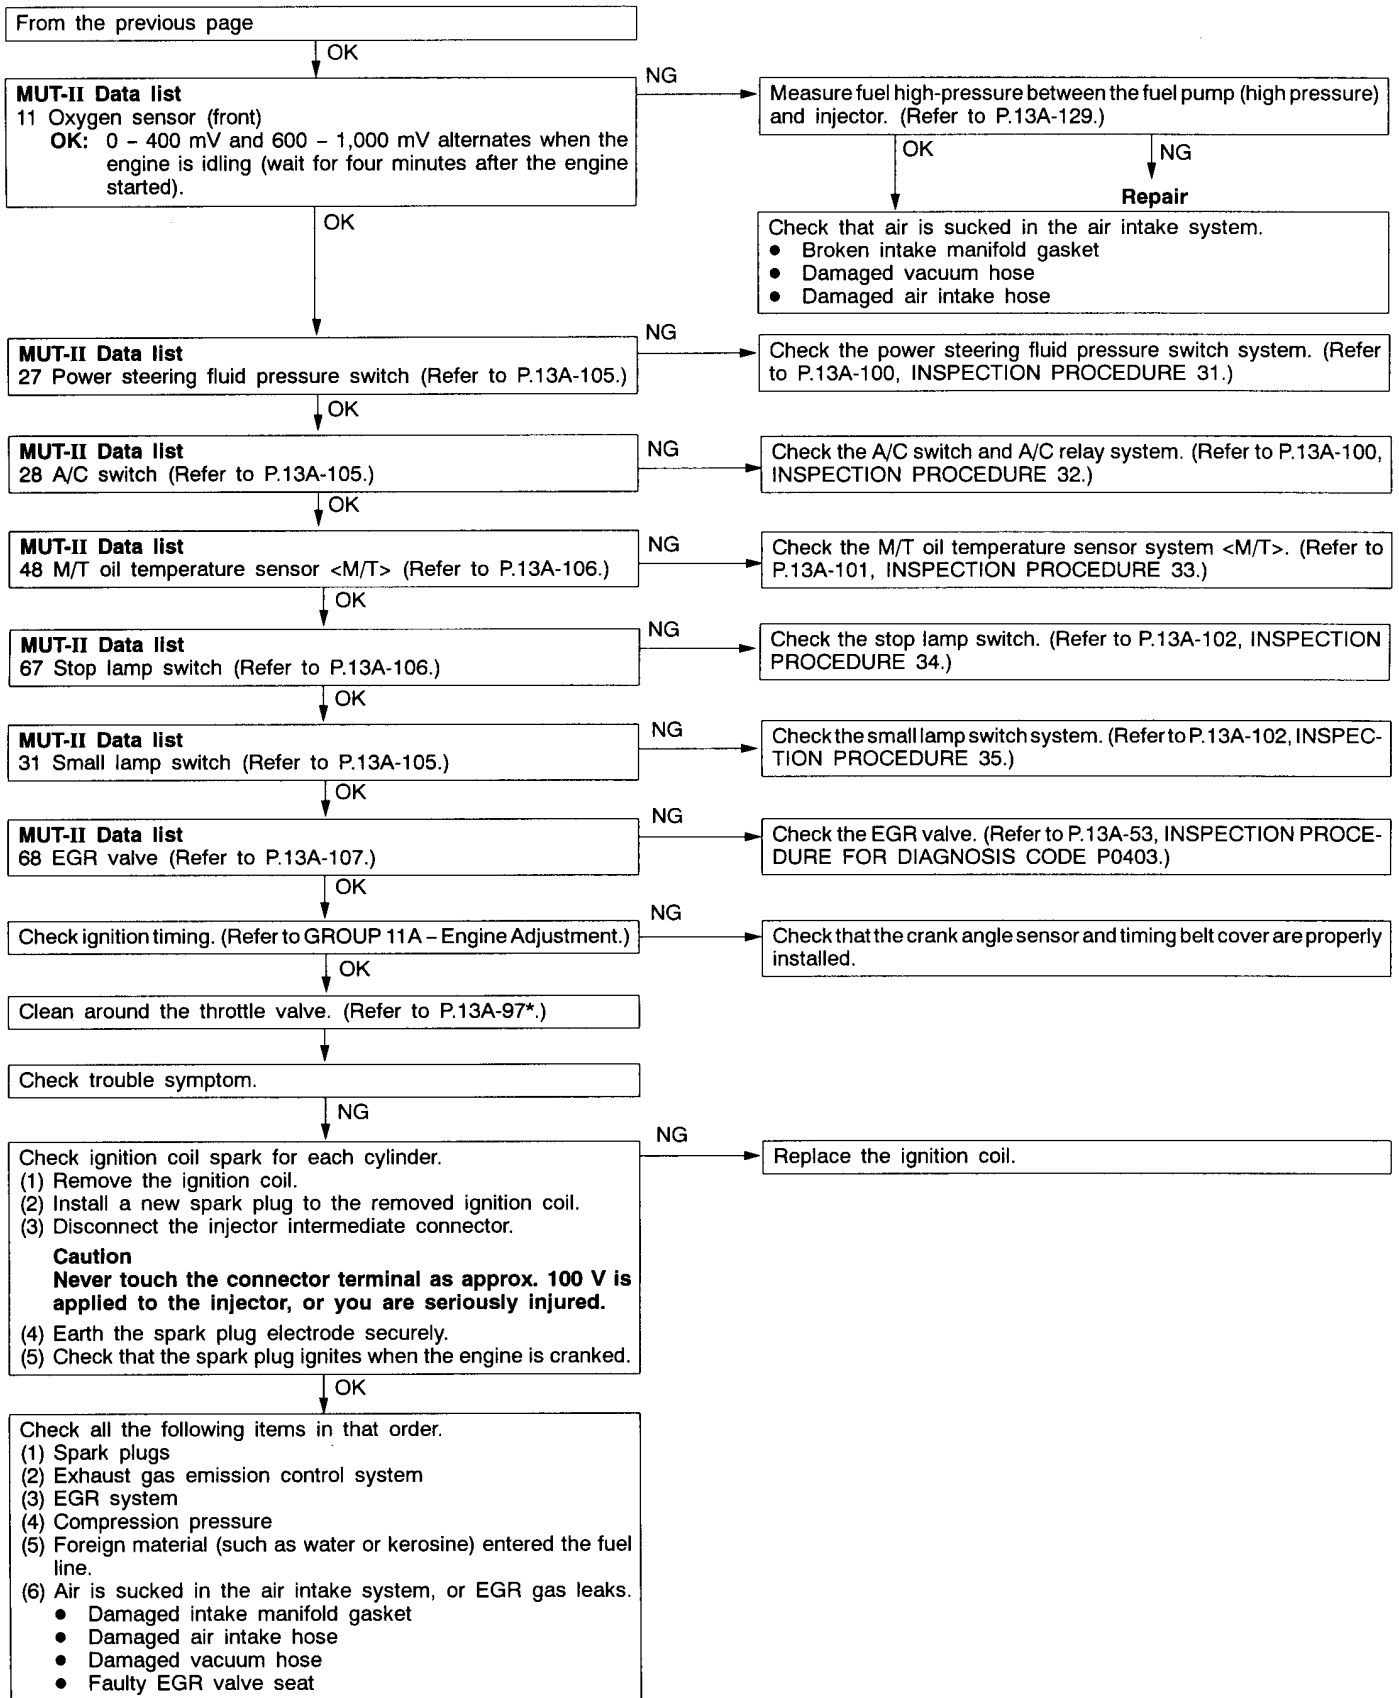 From the previous page
OK
MUT-II Data list
11 Oxygen sensor (front)
OK: 0 – 400 mV and 600 – 1,000 mV alternates when the
engine is idling (wait for four minutes after the engine
started).
NG
Measure fuel high-pressure between the fuel pump (high pressure)
and injector. (Refer to P.13A-129.)
OK
NG
Repair
Check that air is sucked in the air intake system.
● Broken intake manifold gasket
● Damaged vacuum hose
● Damaged air intake hose
OK
MUT-II Data list
27 Power steering fluid pressure switch (Refer to P.13A-105.)
NG
Check the power steering fluid pressure switch system. (Refer
to P.13A-100, INSPECTION PROCEDURE 31.)
OK
MUT-II Data list
28 A/C switch (Refer to P.13A-105.)
NG
Check the A/C switch and A/C relay system. (Refer to P.13A-100,
INSPECTION PROCEDURE 32.)
OK
MUT-II Data list
48 M/T oil temperature sensor <M/T> (Refer to P.13A-106.)
NG
Check the M/T oil temperature sensor system <M/T>. (Refer to
P.13A-101, INSPECTION PROCEDURE 33.)
OK
MUT-II Data list
67 Stop lamp switch (Refer to P.13A-106.)
NG
Check the stop lamp switch. (Refer to P.13A-102, INSPECTION
PROCEDURE 34.)
OK
MUT-II Data list
31 Small lamp switch (Refer to P.13A-105.)
NG
Check the small lamp switch system. (Refer to P.13A-102, INSPEC-
TION PROCEDURE 35.)
OK
MUT-II Data list
68 EGR valve (Refer to P.13A-107.)
NG
Check the EGR valve. (Refer to P.13A-53, INSPECTION PROCE-
DURE FOR DIAGNOSIS CODE P0403.)
OK
Check ignition timing. (Refer to GROUP 11A – Engine Adjustment.)
NG
Check that the crank angle sensor and timing belt cover are properly
installed.
OK
Clean around the throttle valve. (Refer to P.13A-97*.)
Check trouble symptom.
NG
Check ignition coil spark for each cylinder.
(1) Remove the ignition coil.
(2) Install a new spark plug to the removed ignition coil.
(3) Disconnect the injector intermediate connector.
Caution
Never touch the connector terminal as approx. 100 V is
applied to the injector, or you are seriously injured.
(4) Earth the spark plug electrode securely.
(5) Check that the spark plug ignites when the engine is cranked.
NG
Replace the ignition coil.
OK
Check all the following items in that order.
(1) Spark plugs
(2) Exhaust gas emission control system
(3) EGR system
(4) Compression pressure
(5) Foreign material (such as water or kerosine) entered the fuel
line.
(6) Air is sucked in the air intake system, or EGR gas leaks.
● Damaged intake manifold gasket
● Damaged air intake hose
● Damaged vacuum hose
● Faulty EGR valve seat